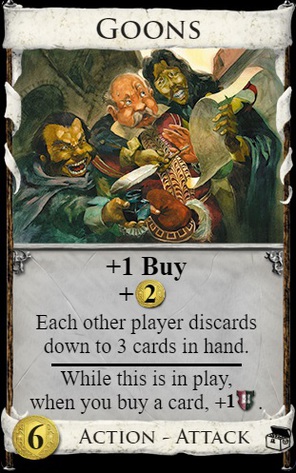 GOONS
+1 Buy
+ 2
Each other player discards
down to 3 cards in hand.
While this is in play,
when you buy a card, +1 .
6 ACTION - ATTACK